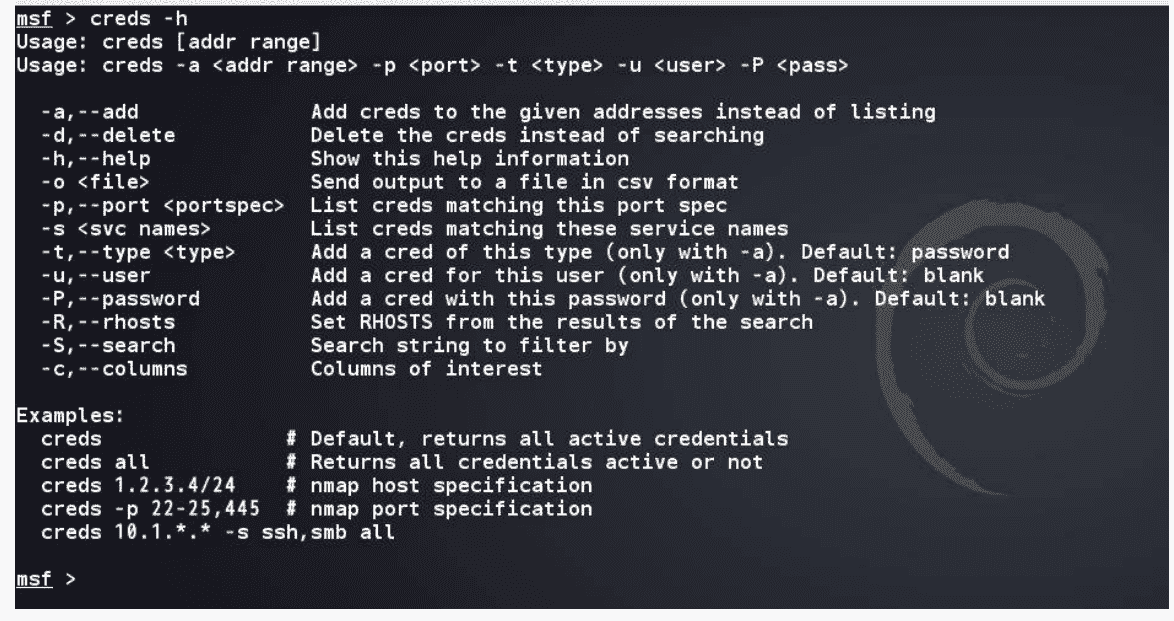 msf > creds -h
Usage: creds [addr range]
Usage: creds -a <addr range> -p <port> -t <type> -u <user> -P <pass>
-a,--add Add creds to the given addresses instead of listing
-d,--delete Delete the creds instead of searching
-h,--help Show this help information
-o <file> Send output to a file in csv format
-p,--port <portspec> List creds matching this port spec
-s <svc names> List creds matching these service names
-t,--type <type> Add a cred of this type (only with -a). Default: password
-u,--user Add a cred for this user (only with -a). Default: blank
-P,--password Add a cred with this password (only with -a). Default: blank
-R,--rhosts Set RHOSTS from the results of the search
-S,--search Search string to filter by
-c,--columns Columns of interest
Examples:
creds # Default, returns all active credentials
creds all # Returns all credentials active or not
creds 1.2.3.4/24 # nmap host specification
creds -p 22-25,445 # nmap port specification
creds 10.1.*.* -s ssh,smb all
msf >